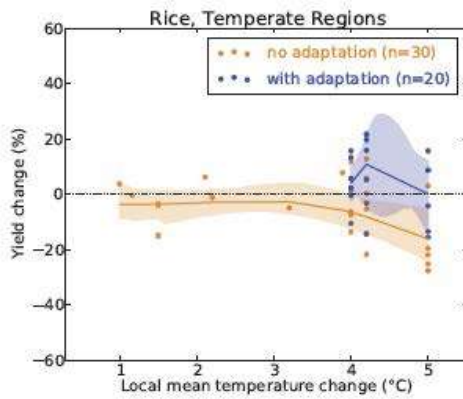 Rice, Temperate Regions
60
no adaptation (n=30)
with adaptation (n=20)
40
20
0
−20
−40
−60
Yield change (%)
1 2 3 4 5
Local mean temperature change (°C)